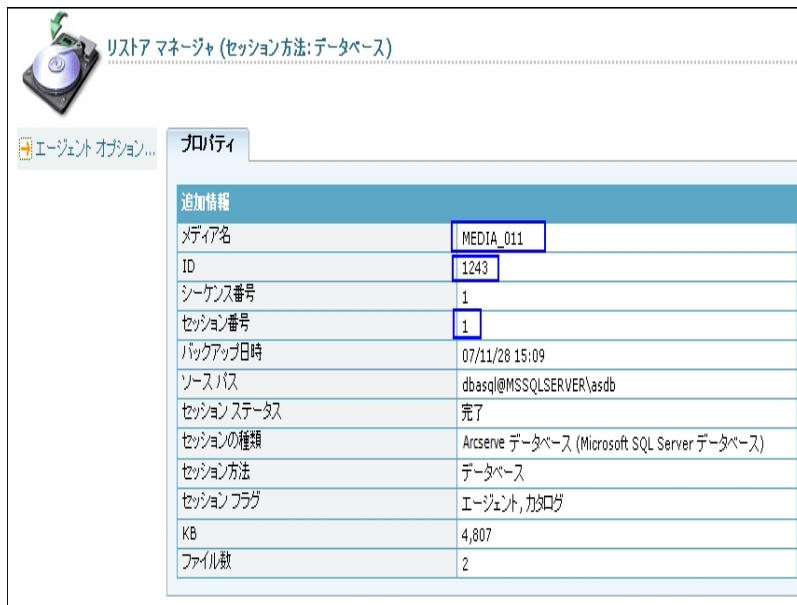 リストア マネージャ (セッション方法: データベース)
エージェント オプション...
プロパティ
追加情報
メディア名 MEDIA_011
ID 1243
シーケンス番号 1
セッション番号 1
バックアップ日時 07/11/28 15:09
ソース パス dbasql@MSSQLSERVER\asdb
セッション ステータス 完了
セッションの種類 Arcserve データベース (Microsoft SQL Server データベース)
セッション方法 データベース
セッション フラグ エージェント, カタログ
KB 4,807
ファイル数 2